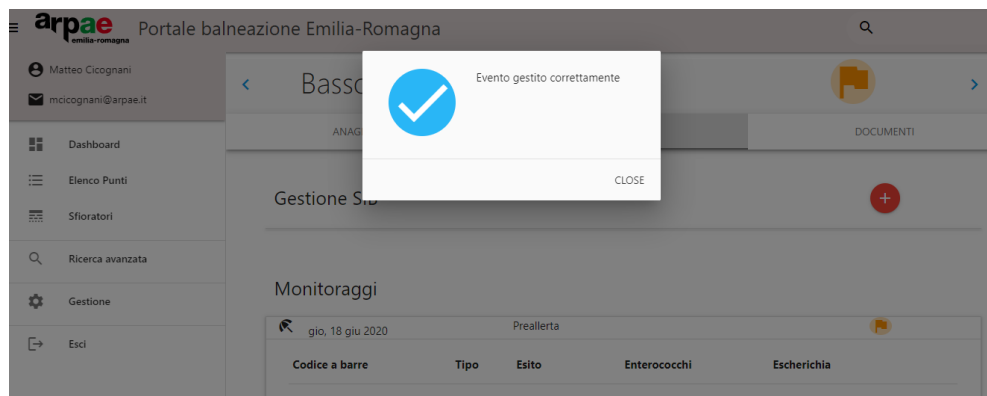 arpae
emilia-romagna
Portale balneazione Emilia-Romagna
Matteo Cicognani
mcicognani@arpae.it
Dashboard
Elenco Punti
Sfioratori
Ricerca avanzata
Gestione
Esci
Evento gestito correttamente
CLOSE
DOCUMENTI
Gestione
Monitoraggi
gio, 18 giu 2020 Preallerta
Codice a barre Tipo Esito Enterococchi Escherichia